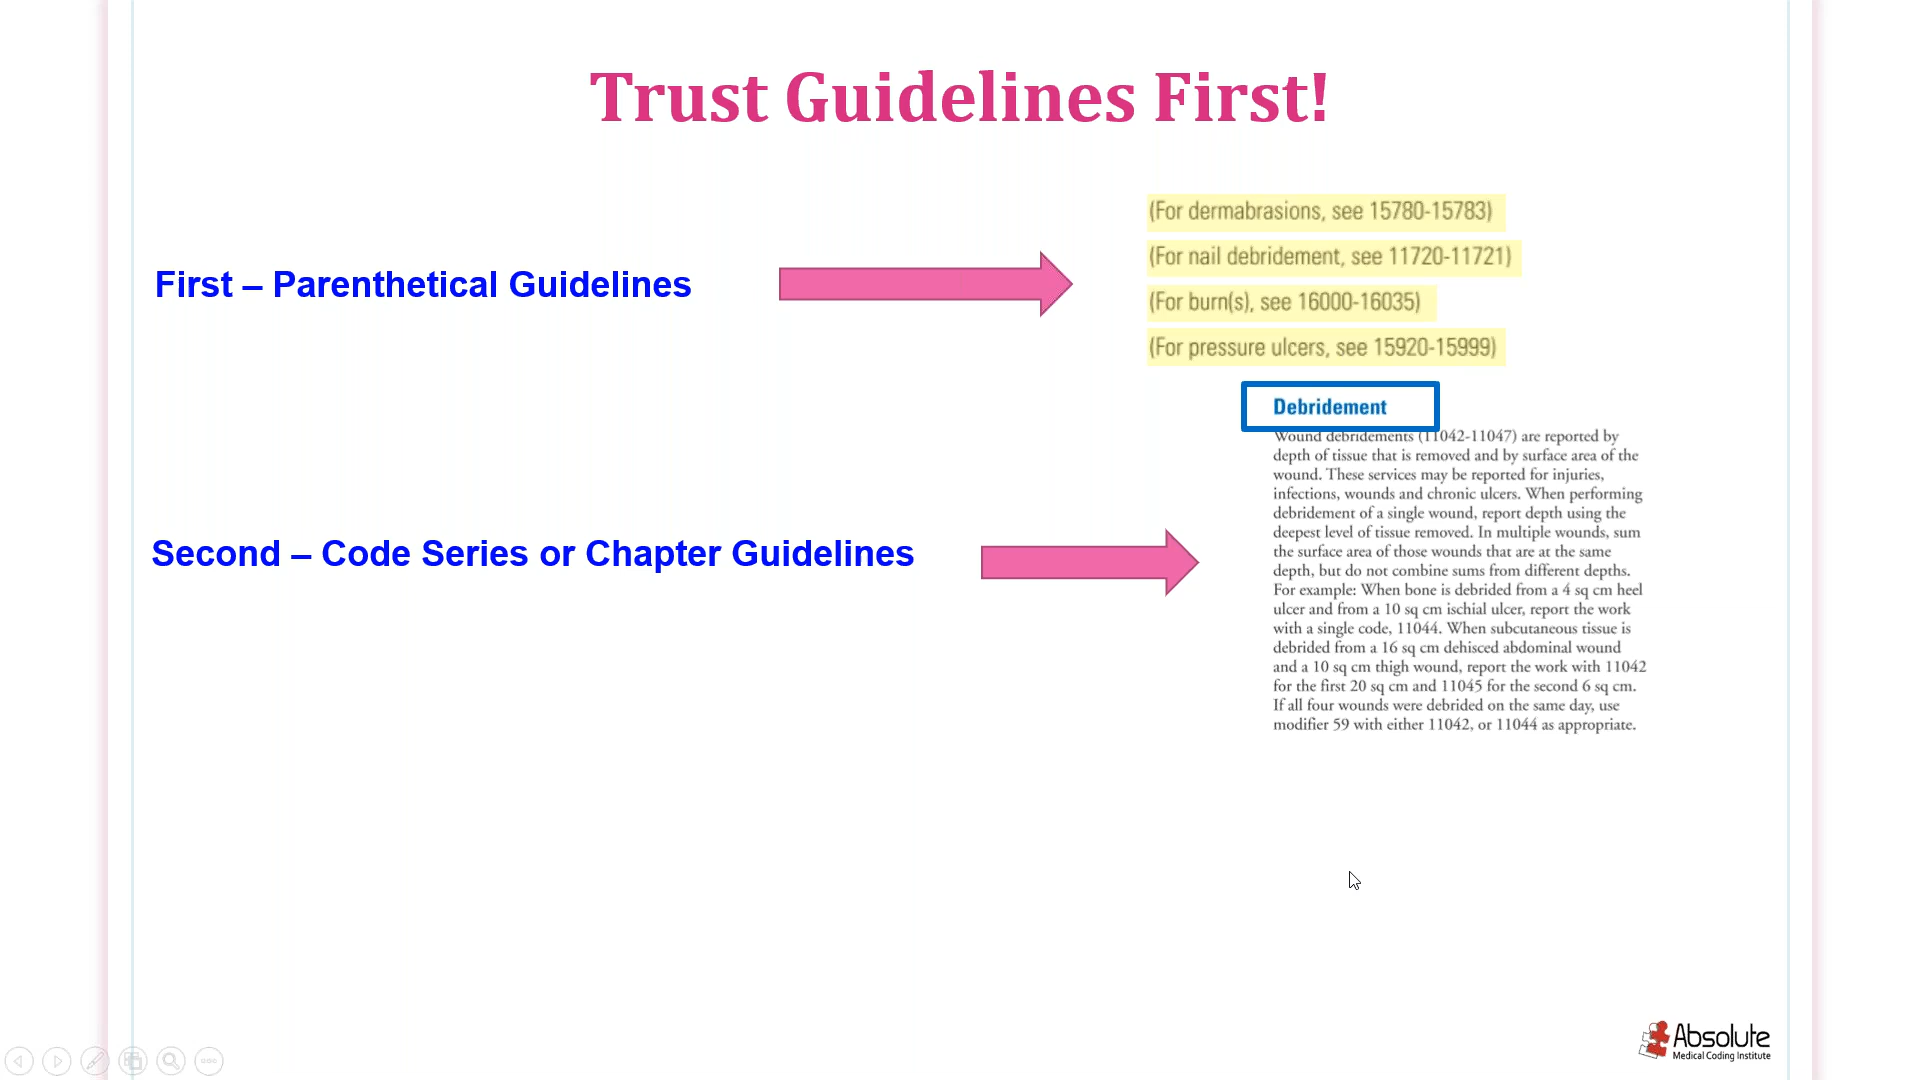 Trust Guidelines First!
First – Parenthetical Guidelines
(For dermabrasions, see 15780-15783)
(For nail debridement, see 11720-11721)
(For burn(s), see 16000-16035)
(For pressure ulcers, see 15920-15999)
Second – Code Series or Chapter Guidelines
Debridement
Wound debridements (11042-11047) are reported by
depth of tissue that is removed and by surface area of the
wound. These services may be reported for injuries,
infections, wounds and chronic ulcers. When performing
debridement of a single wound, report depth using the
deepest level of tissue removed. In multiple wounds, sum
the surface area of those wounds that are at the same
depth, but do not combine sums from different depths.
For example: When bone is debrided from a 4 sq cm heel
ulcer and from a 10 sq cm ischial ulcer, report the work
with a single code, 11044. When subcutaneous tissue is
debrided from a 16 sq cm dehisced abdominal wound
and a 10 sq cm thigh wound, report the work with 11042
for the first 20 sq cm and 11045 for the second 6 sq cm.
If all four wounds were debrided on the same day, use
modifier 59 with either 11042, or 11044 as appropriate.
Absolute
Medical Coding Institute